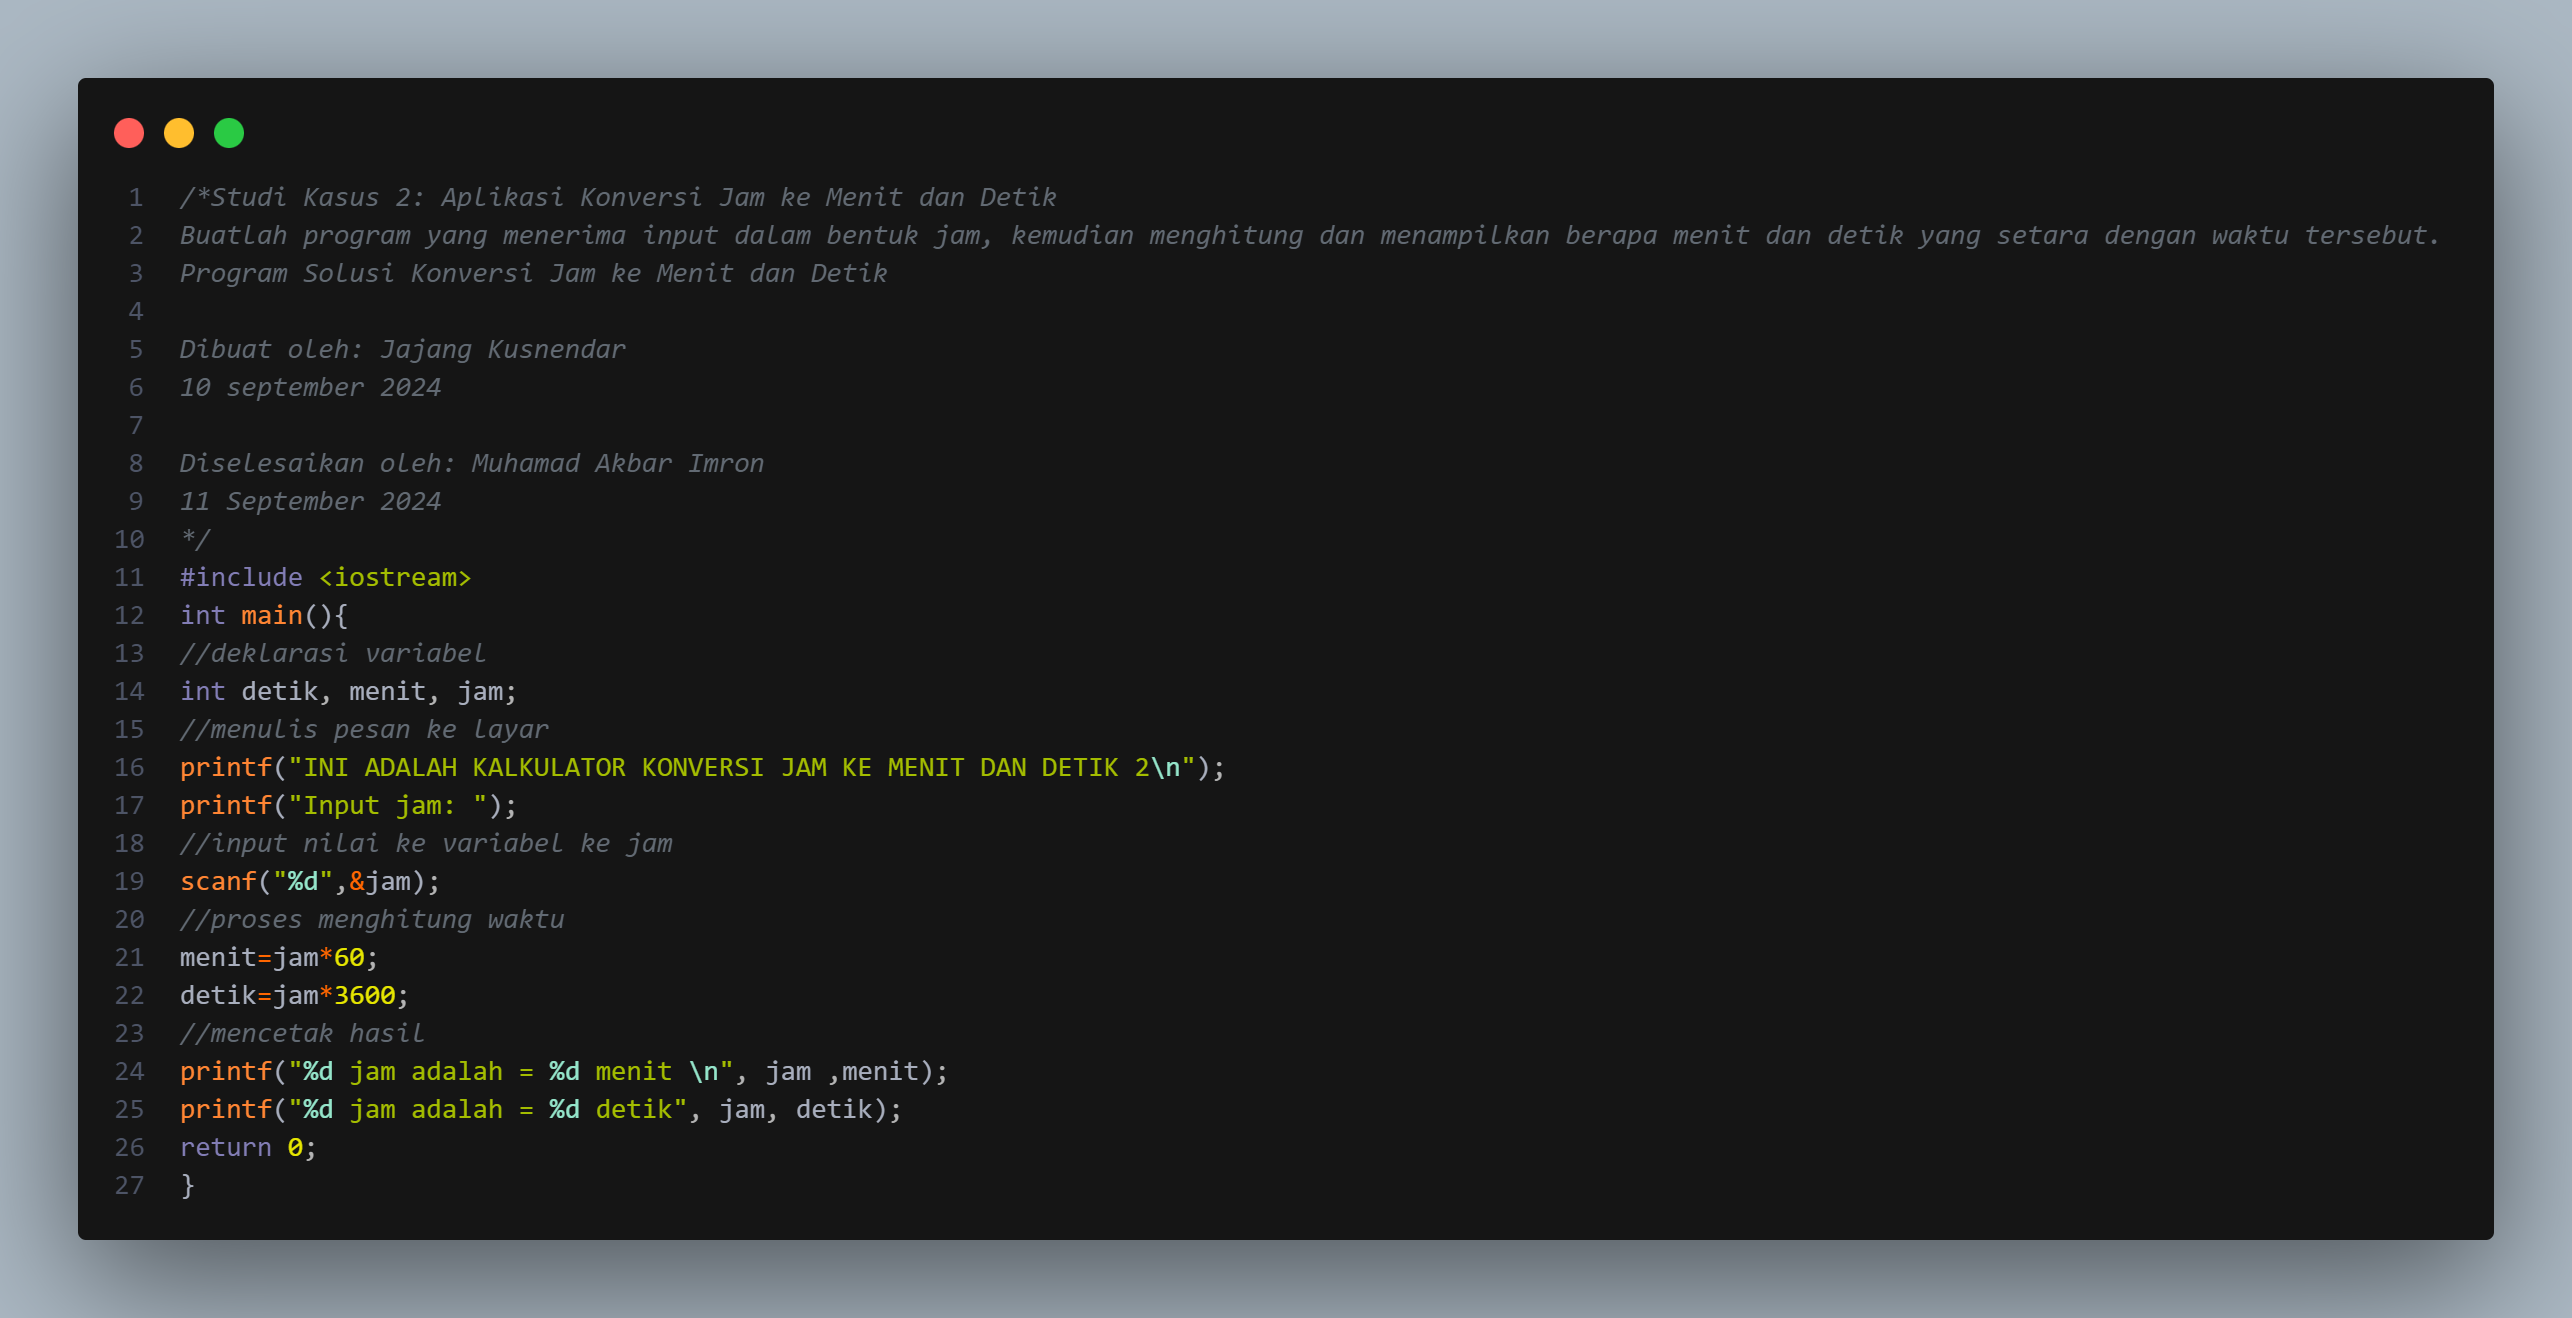 1 /*Studi Kasus 2: Aplikasi Konversi Jam ke Menit dan Detik
2 Buatlah program yang menerima input dalam bentuk jam, kemudian menghitung dan menampilkan berapa menit dan detik yang setara dengan waktu tersebut.
3 Program Solusi Konversi Jam ke Menit dan Detik
4
5 Dibuat oleh: Jajang Kusnendar
6 10 september 2024
7
8 Diselesaikan oleh: Muhamad Akbar Imron
9 11 September 2024
10 */
11 #include <iostream>
12 int main(){
13 //deklarasi variabel
14 int detik, menit, jam;
15 //menulis pesan ke layar
16 printf("INI ADALAH KALKULATOR KONVERSI JAM KE MENIT DAN DETIK 2\n");
17 printf("Input jam: ");
18 //input nilai ke variabel ke jam
19 scanf("%d",&jam);
20 //proses menghitung waktu
21 menit=jam*60;
22 detik=jam*3600;
23 //mencetak hasil
24 printf("%d jam adalah = %d menit \n", jam ,menit);
25 printf("%d jam adalah = %d detik", jam, detik);
26 return 0;
27 }